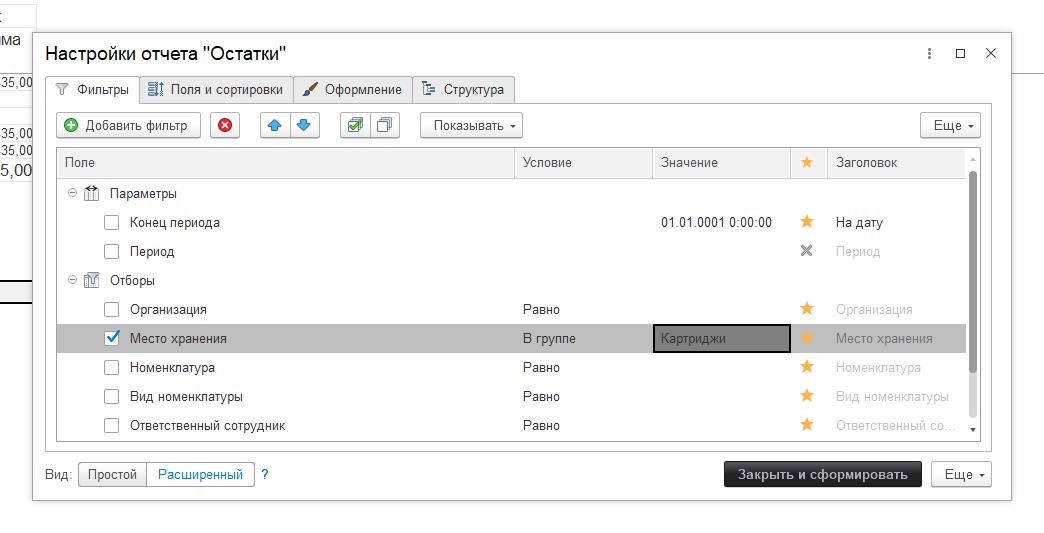 ма
Настройки отчета "Остатки"
35,00
Фильтры Поля и сортировки Оформление Структура
Добавить фильтр Показывать Еще
35,00
35,00
5,00
Поле Условие Значение Заголовок
Параметры
Конец периода 01.01.0001 0:00:00 На дату
Период Период
Отборы
Организация Равно Организация
Место хранения В группе Картриджи Место хранения
Номенклатура Равно Номенклатура
Вид номенклатуры Равно Вид номенклатуры
Ответственный сотрудник Равно Ответственный со...
Вид: Простой Расширенный ? Закрыть и сформировать Еще